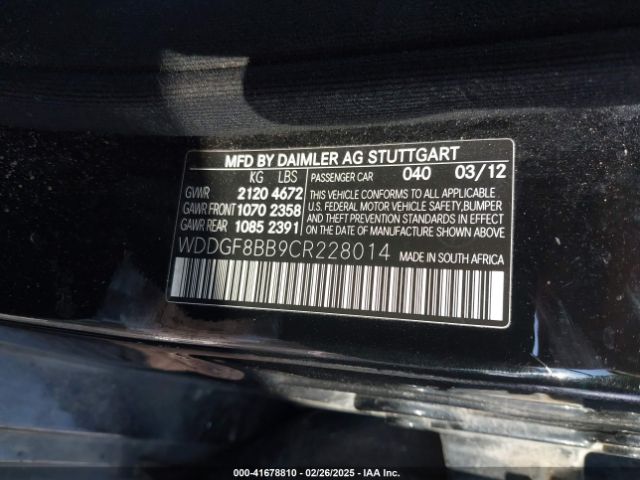 MFD BY DAIMLER AG STUTTGART
KG LBS
GVWR 2120 4672
GAWR FRONT 1070 2358
GAWR REAR 1085 2391
PASSENGER CAR 040 03/12
THIS VEHICLE CONFORMS TO ALL APPLICABLE
U.S. FEDERAL MOTOR VEHICLE SAFETY, BUMPER
AND THEFT PREVENTION STANDARDS IN EFFECT
ON THE DATE OF MANUFACTURE SHOWN ABOVE
WDDGF8BB9CR228014 MADE IN SOUTH AFRICA
000-41678810 | 02/26/2025 | IAA Inc.